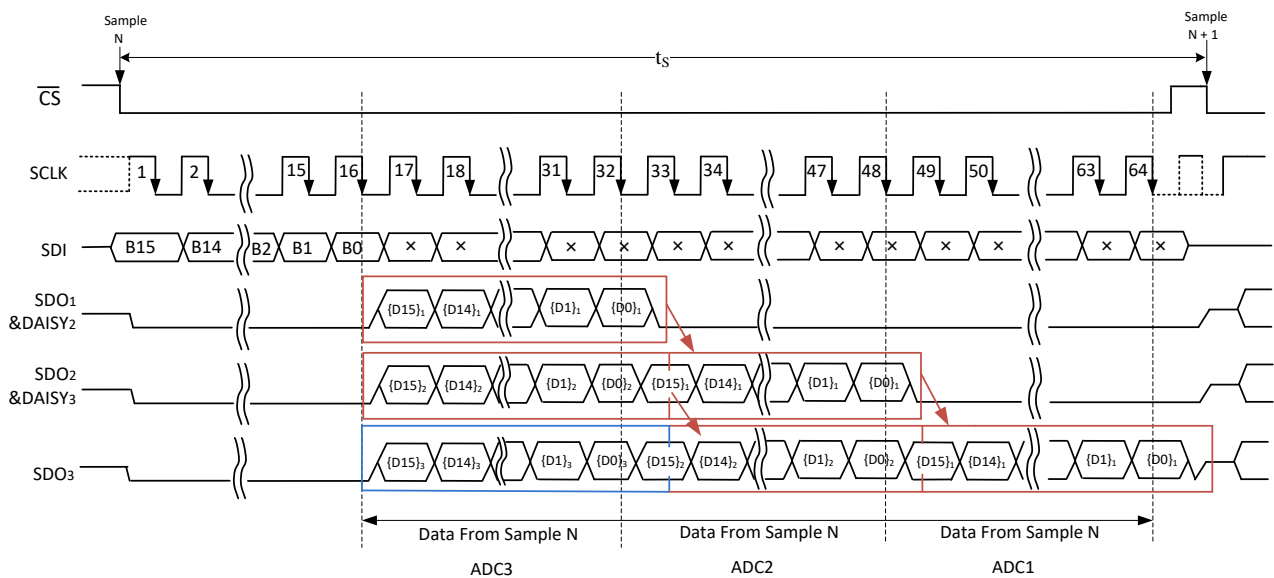 Sample
N
Sample
N + 1
tS
CS
SCLK
1 2 15 16 17 18 31 32 33 34 47 48 49 50 63 64
SDI
B15 B14 B2 B1 B0 × × × × × × × × × × × ×
SDO1
&DAISY2
{D15}1 {D14}1 {D1}1 {D0}1
SDO2
&DAISY3
{D15}2 {D14}2 {D1}2 {D0}2 {D15}1 {D14}1 {D1}1 {D0}1
SDO3
{D15}3 {D14}3 {D1}3 {D0}3 {D15}2 {D14}2 {D1}2 {D0}2 {D15}1 {D14}1 {D1}1 {D0}1
Data From Sample N Data From Sample N Data From Sample N
ADC3 ADC2 ADC1